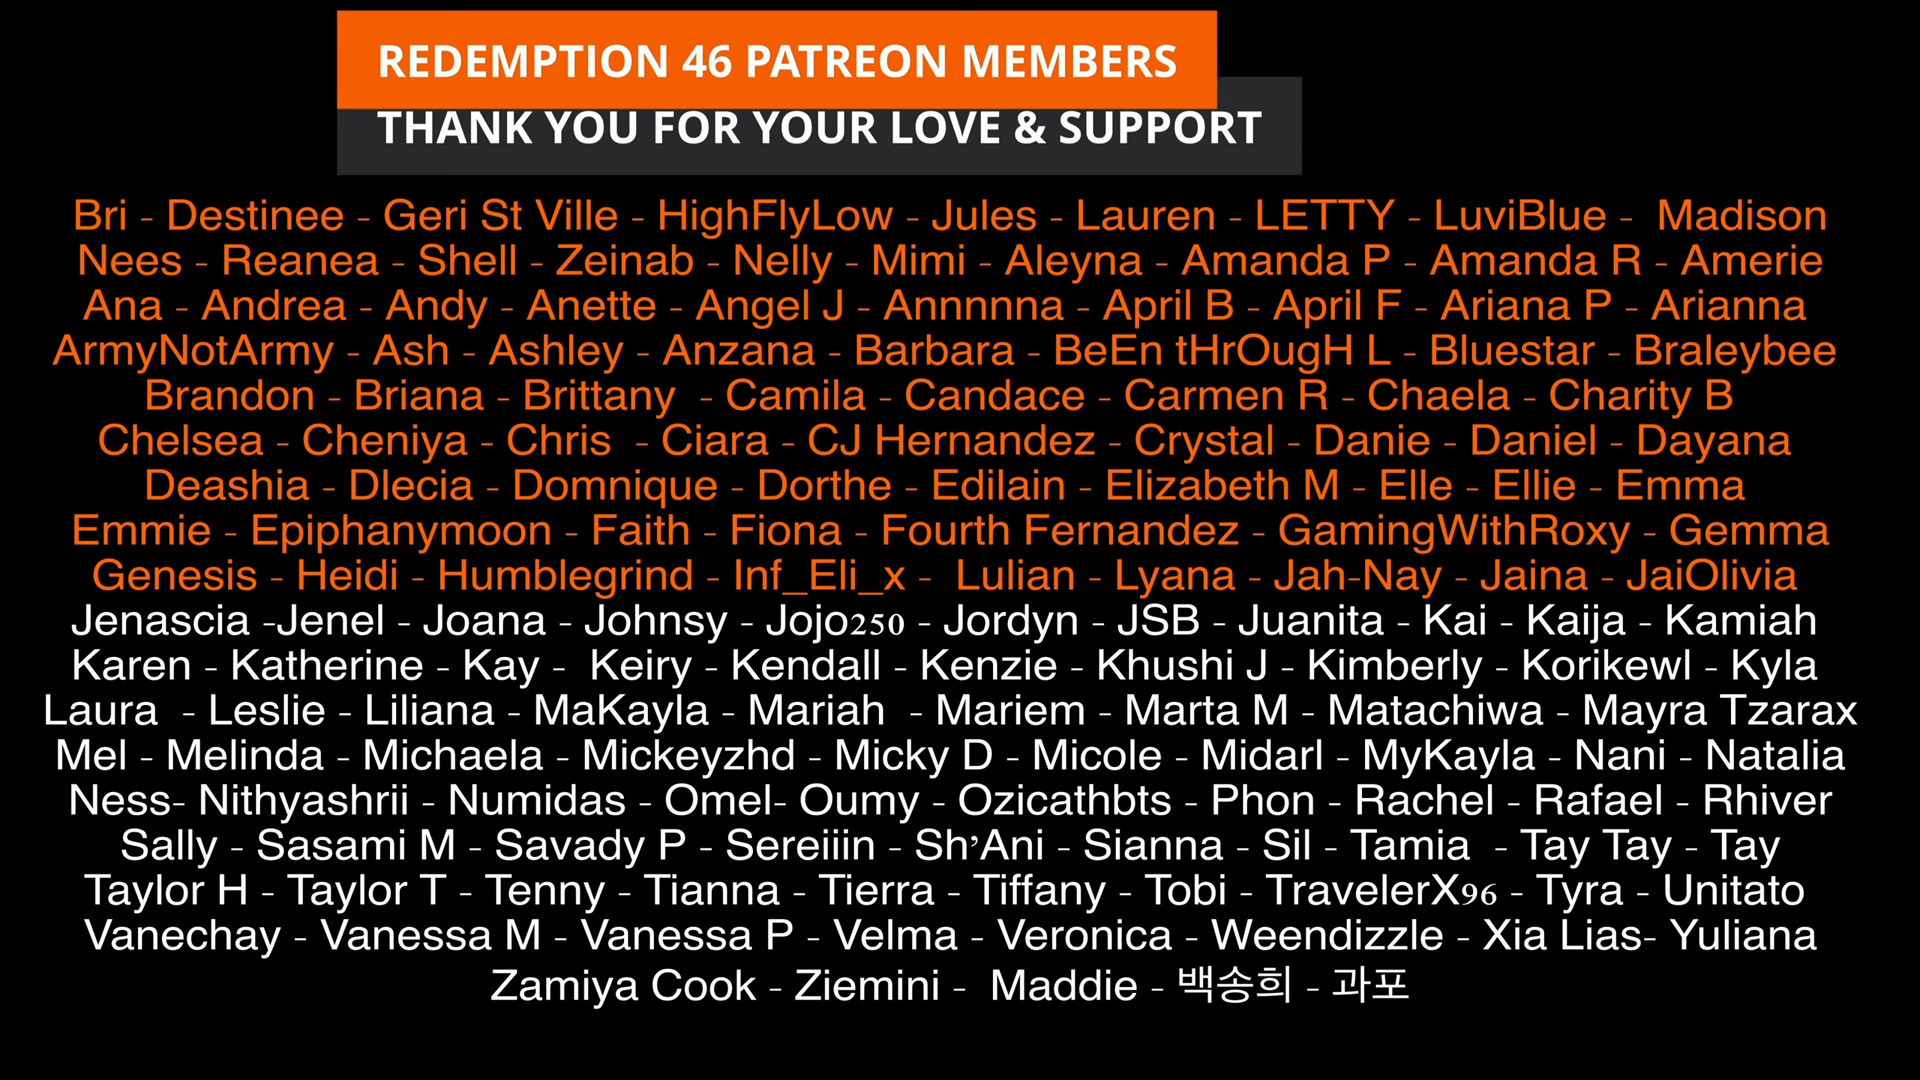 REDEMPTION 46 PATREON MEMBERS
THANK YOU FOR YOUR LOVE & SUPPORT
Bri - Destinee - Geri St Ville - HighFlyLow - Jules - Lauren - LETTY - LuviBlue -  Madison
Nees - Reanea - Shell - Zeinab - Nelly - Mimi - Aleyna - Amanda P - Amanda R - Amerie
Ana - Andrea - Andy - Anette - Angel J - Annnnna - April B - April F - Ariana P - Arianna
ArmyNotArmy - Ash - Ashley - Anzana - Barbara - BeEn tHrOugH L - Bluestar - Braleybee
Brandon - Briana - Brittany  - Camila - Candace - Carmen R - Chaela - Charity B
Chelsea - Cheniya - Chris  - Ciara - CJ Hernandez - Crystal - Danie - Daniel - Dayana
Deashia - Dlecia - Domnique - Dorthe - Edilain - Elizabeth M - Elle - Ellie - Emma
Emmie - Epiphanymoon - Faith - Fiona - Fourth Fernandez - GamingWithRoxy - Gemma
Genesis - Heidi - Humblegrind - Inf_Eli_x -  Lulian - Lyana - Jah-Nay - Jaina - JaiOlivia
Jenascia -Jenel - Joana - Johnsy - Jojo250 - Jordyn - JSB - Juanita - Kai - Kaija - Kamiah
Karen - Katherine - Kay -  Keiry - Kendall - Kenzie - Khushi J - Kimberly - Korikewl - Kyla
Laura  - Leslie - Liliana - MaKayla - Mariah  - Mariem - Marta M - Matachiwa - Mayra Tzarax
Mel - Melinda - Michaela - Mickeyzhd - Micky D - Micole - Midarl - MyKayla - Nani - Natalia
Ness- Nithyashrii - Numidas - Omel- Oumy - Ozicathbts - Phon - Rachel - Rafael - Rhiver
Sally - Sasami M - Savady P - Sereiiin - Sh’Ani - Sianna - Sil - Tamia  - Tay Tay - Tay
Taylor H - Taylor T - Tenny - Tianna - Tierra - Tiffany - Tobi - TravelerX96 - Tyra - Unitato
Vanechay - Vanessa M - Vanessa P - Velma - Veronica - Weendizzle - Xia Lias- Yuliana
Zamiya Cook - Ziemini -  Maddie - 백송희 - 과포